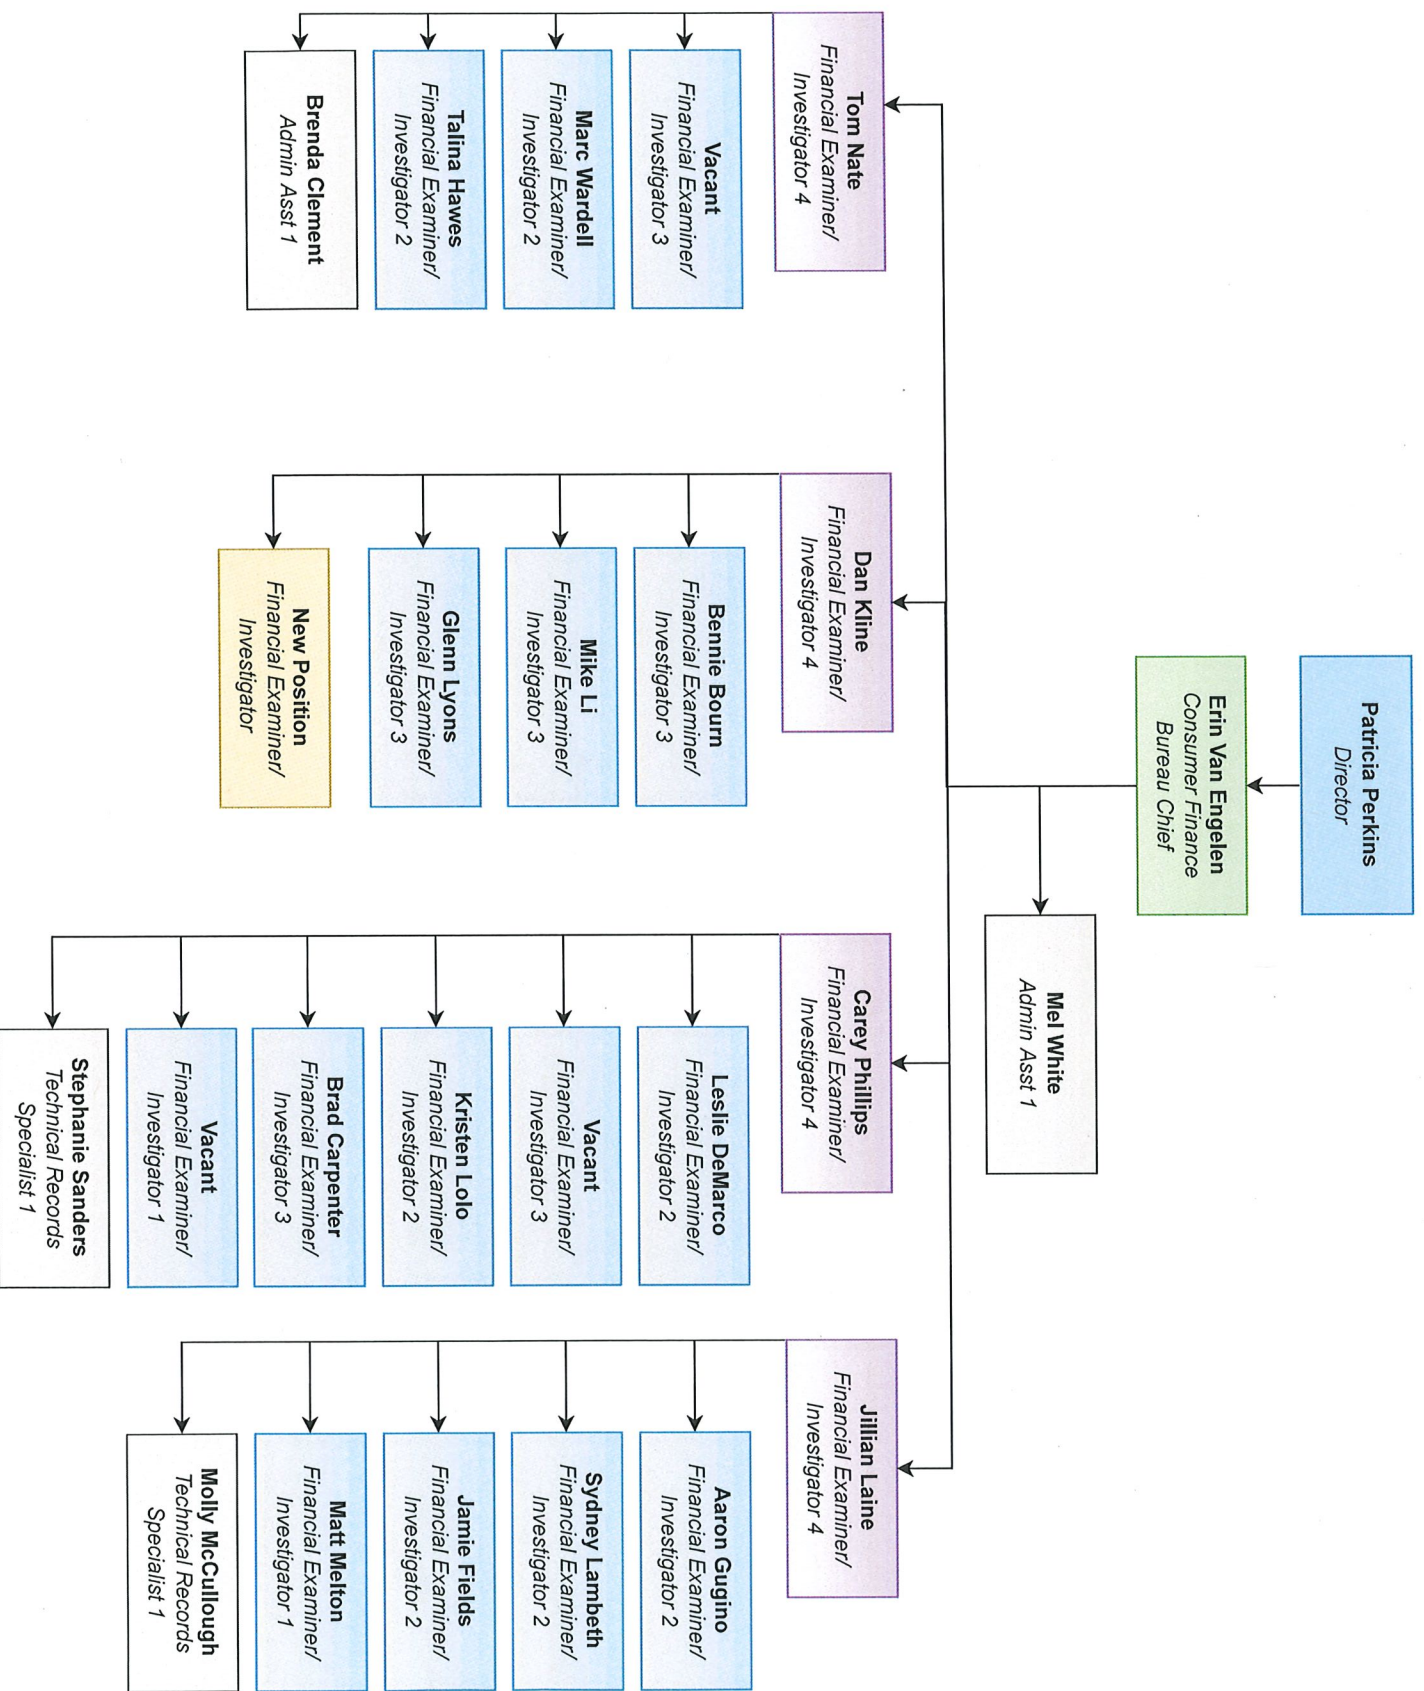 Patricia Perkins
Director
Erin Van Engelen
Consumer Finance
Bureau Chief
Mel White
Admin Asst 1
Tom Nate
Financial Examiner/
Investigator 4
Vacant
Financial Examiner/
Investigator 3
Marc Wardell
Financial Examiner/
Investigator 2
Talina Hawes
Financial Examiner/
Investigator 2
Brenda Clement
Admin Asst 1
Dan Kline
Financial Examiner/
Investigator 4
Bennie Bourn
Financial Examiner/
Investigator 3
Mike Li
Financial Examiner/
Investigator 3
Glenn Lyons
Financial Examiner/
Investigator 3
New Position
Financial Examiner/
Investigator
Carey Phillips
Financial Examiner/
Investigator 4
Leslie DeMarco
Financial Examiner/
Investigator 2
Vacant
Financial Examiner/
Investigator 3
Kristen Lolo
Financial Examiner/
Investigator 2
Brad Carpenter
Financial Examiner/
Investigator 3
Vacant
Financial Examiner/
Investigator 1
Stephanie Sanders
Technical Records
Specialist 1
Jillian Laine
Financial Examiner/
Investigator 4
Aaron Gugino
Financial Examiner/
Investigator 2
Sydney Lambeth
Financial Examiner/
Investigator 2
Jamie Fields
Financial Examiner/
Investigator 2
Matt Melton
Financial Examiner/
Investigator 1
Molly McCullough
Technical Records
Specialist 1